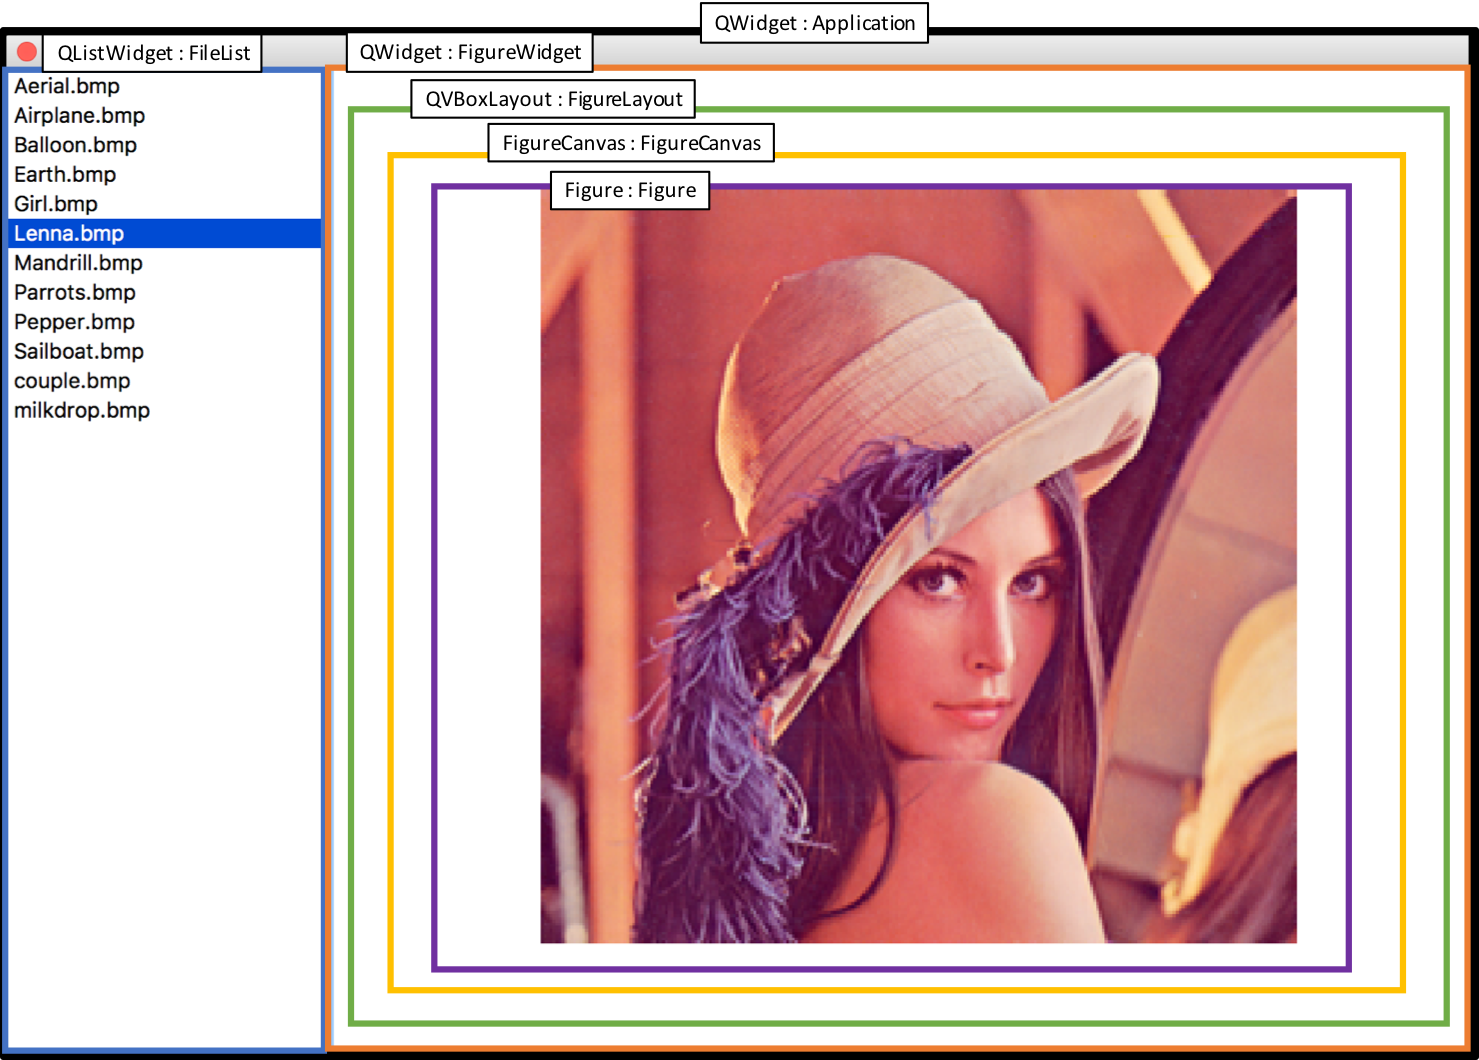 QWidget : Application
QListWidget : FileList
QWidget : FigureWidget
QVBoxLayout : FigureLayout
FigureCanvas : FigureCanvas
Figure : Figure
Aerial.bmp
Airplane.bmp
Balloon.bmp
Earth.bmp
Girl.bmp
Lenna.bmp
Mandrill.bmp
Parrots.bmp
Pepper.bmp
Sailboat.bmp
couple.bmp
milkdrop.bmp